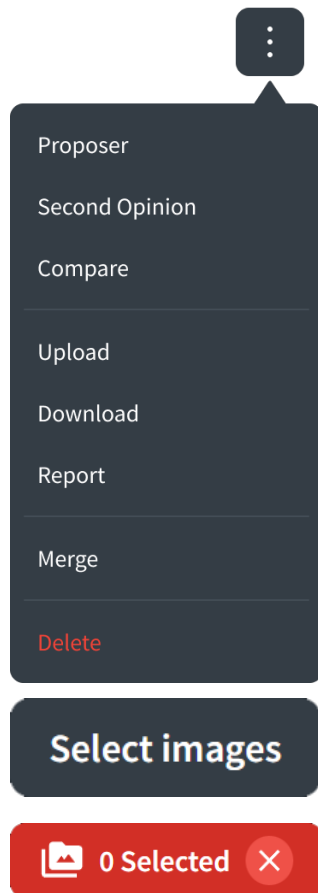 Proposer
Second Opinion
Compare
Upload
Download
Report
Merge
Delete
Select images
0 Selected